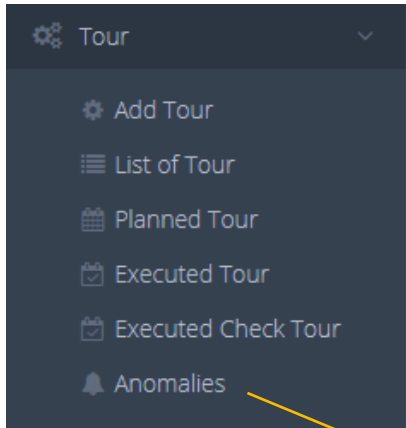 Tour
Add Tour
List of Tour
Planned Tour
Executed Tour
Executed Check Tour
Anomalies